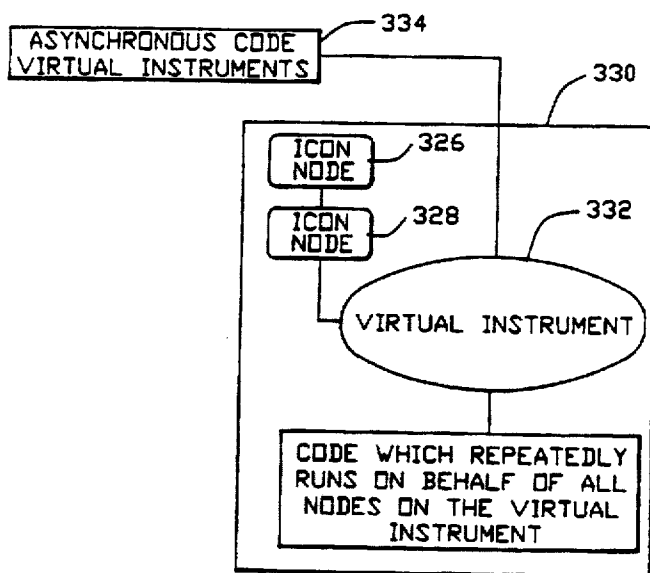 ASYNCHRONOUS CODE
VIRTUAL INSTRUMENTS
334
330
ICON
NODE
326
ICON
NODE
328
332
VIRTUAL INSTRUMENT
CODE WHICH REPEATEDLY
RUNS ON BEHALF OF ALL
NODES ON THE VIRTUAL
INSTRUMENT